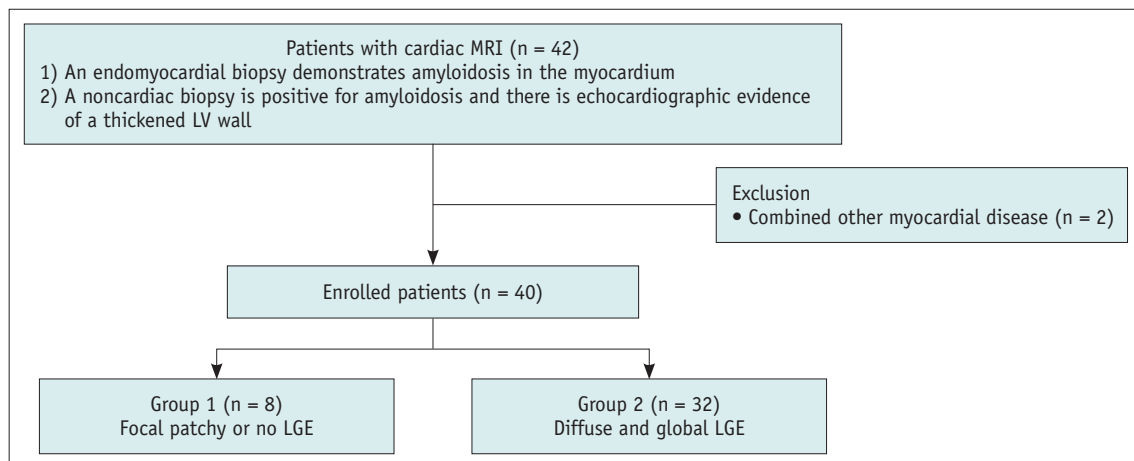 Patients with cardiac MRI (n = 42)
1) An endomyocardial biopsy demonstrates amyloidosis in the myocardium
2) A noncardiac biopsy is positive for amyloidosis and there is echocardiographic evidence
of a thickened LV wall
Exclusion
• Combined other myocardial disease (n = 2)
Enrolled patients (n = 40)
Group 1 (n = 8)
Focal patchy or no LGE
Group 2 (n = 32)
Diffuse and global LGE